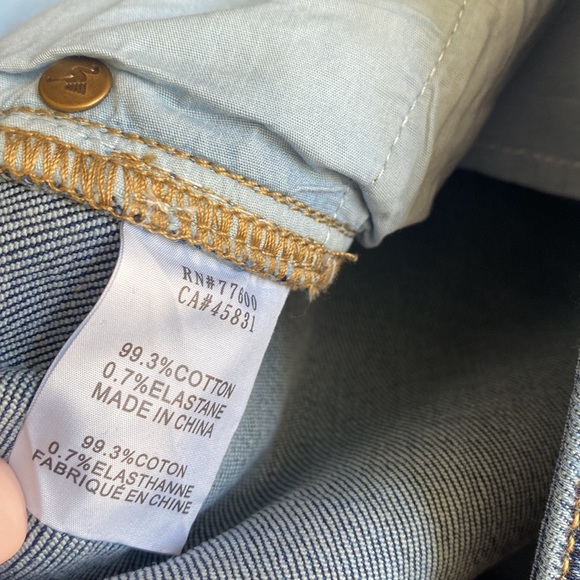 RN#77600
CA#45831
99.3%COTTON
0.7%ELASTANE
MADE IN CHINA
99.3%COTON
0.7%ELASTHANNE
FABRIQUÉ EN CHINE